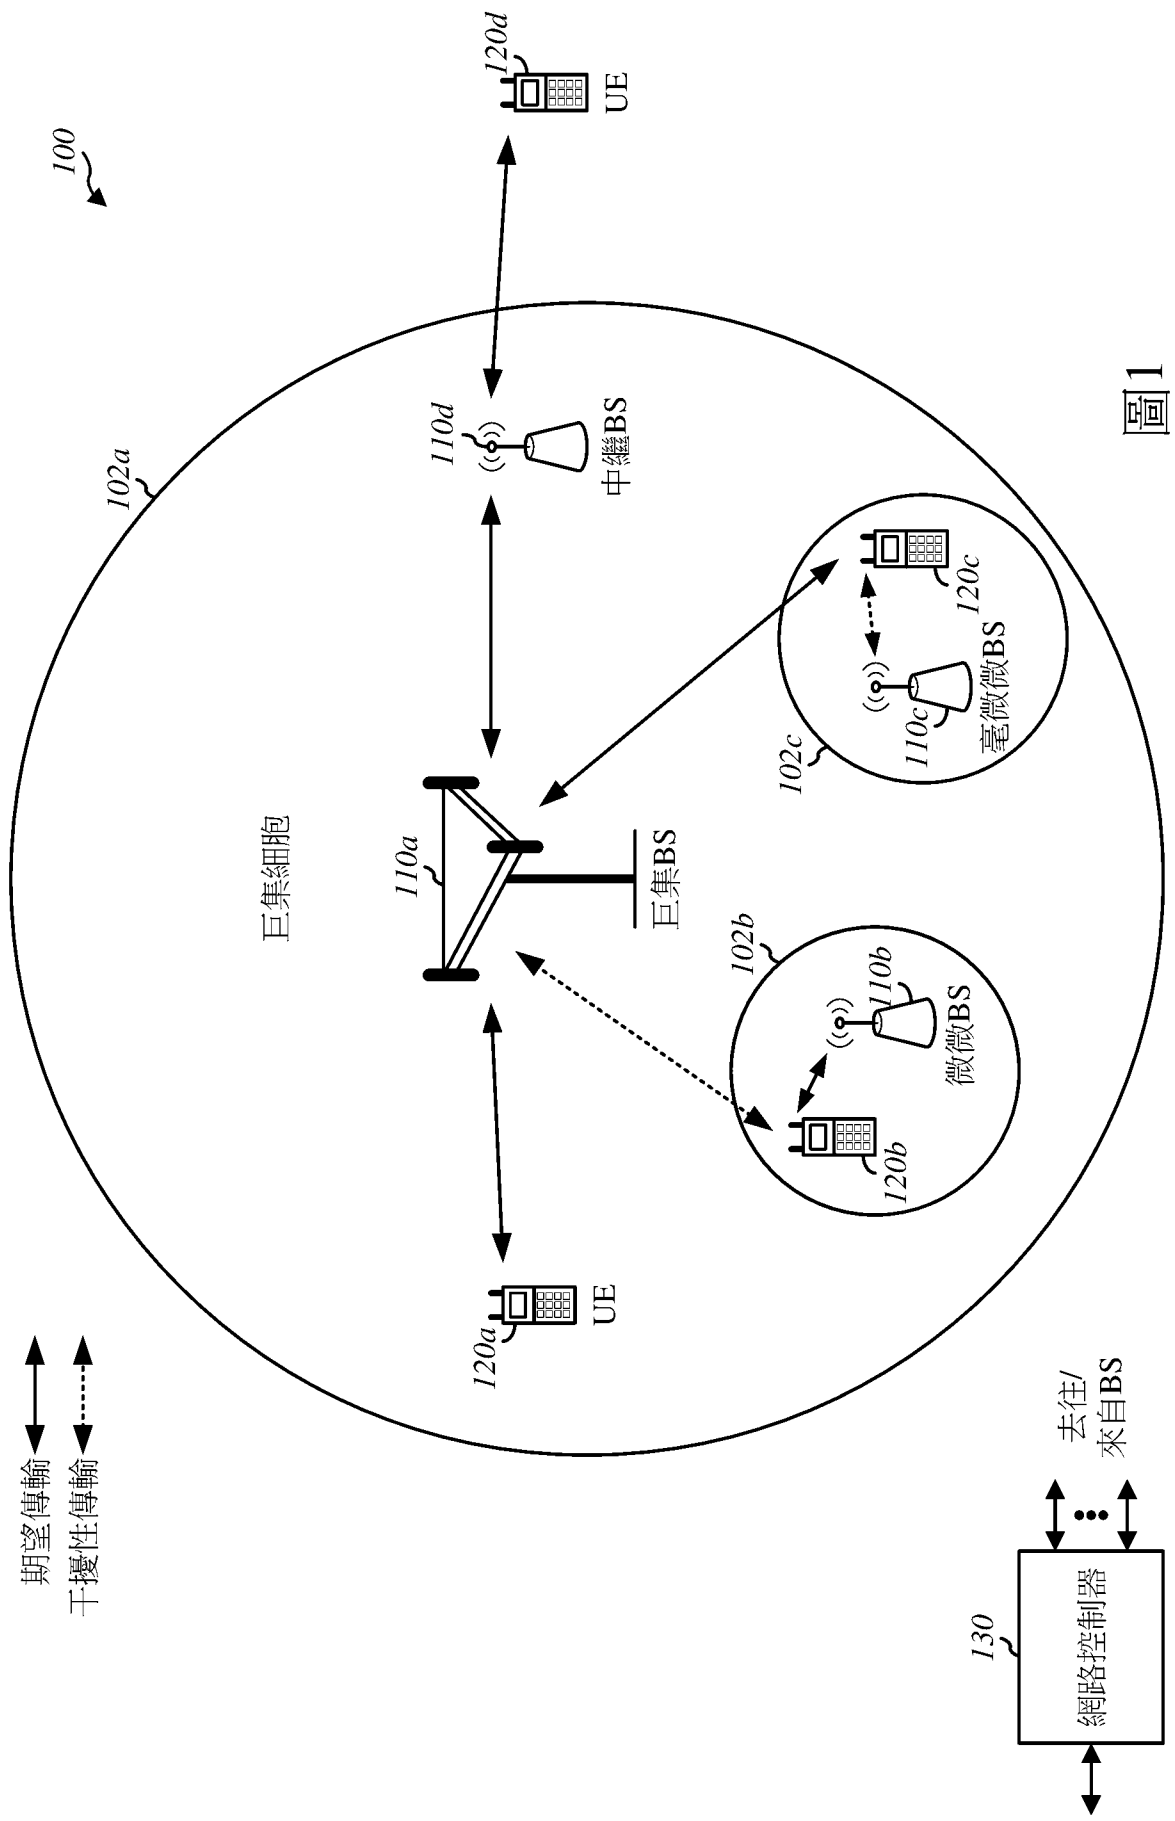 期望傳輸
干擾性傳輸
100
102a
巨集細胞
110a
巨集BS
110d
中繼BS
120d
UE
120a
UE
102b
110b
微微BS
120b
102c
110c
毫微微BS
120c
130
網路控制器
去往/
來自BS
圖1